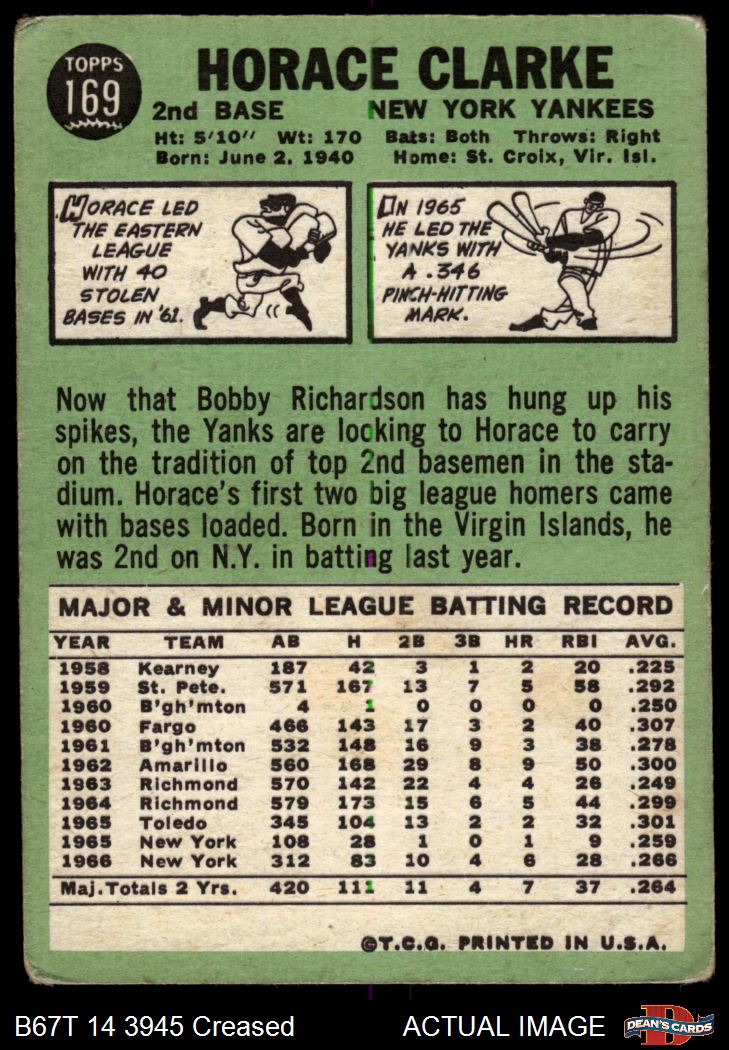 TOPPS
169
HORACE CLARKE
2nd BASE NEW YORK YANKEES
Ht: 5'10" Wt: 170 Bats: Both Throws: Right
Born: June 2, 1940 Home: St. Croix, Vir. Isl.
HORACE LED
THE EASTERN
LEAGUE
WITH 40
STOLEN
BASES IN '61.
IN 1965
HE LED THE
YANKS WITH
A .346
PINCH-HITTING
MARK.
Now that Bobby Richardson has hung up his
spikes, the Yanks are looking to Horace to carry
on the tradition of top 2nd basemen in the sta-
dium. Horace's first two big league homers came
with bases loaded. Born in the Virgin Islands, he
was 2nd on N.Y. in batting last year.
MAJOR & MINOR LEAGUE BATTING RECORD
YEAR TEAM AB H 2B 3B HR RBI AVG.
1958 Kearney 187 42 3 1 2 20 .225
1959 St. Pete. 571 167 13 7 5 58 .292
1960 B'gh'mton 4 1 0 0 0 0 .250
1960 Fargo 466 143 17 3 2 40 .307
1961 B'gh'mton 532 148 16 9 3 38 .278
1962 Amarillo 560 168 29 8 9 50 .300
1963 Richmond 570 142 22 4 4 26 .249
1964 Richmond 579 173 15 6 5 44 .299
1965 Toledo 345 104 13 2 2 32 .301
1965 New York 108 28 1 0 1 9 .259
1966 New York 312 83 10 4 6 28 .266
Maj. Totals 2 Yrs. 420 111 11 4 7 37 .264
©T.C.G. PRINTED IN U.S.A.
B67T 14 3945 Creased ACTUAL IMAGE
D
DEAN'S CARDS